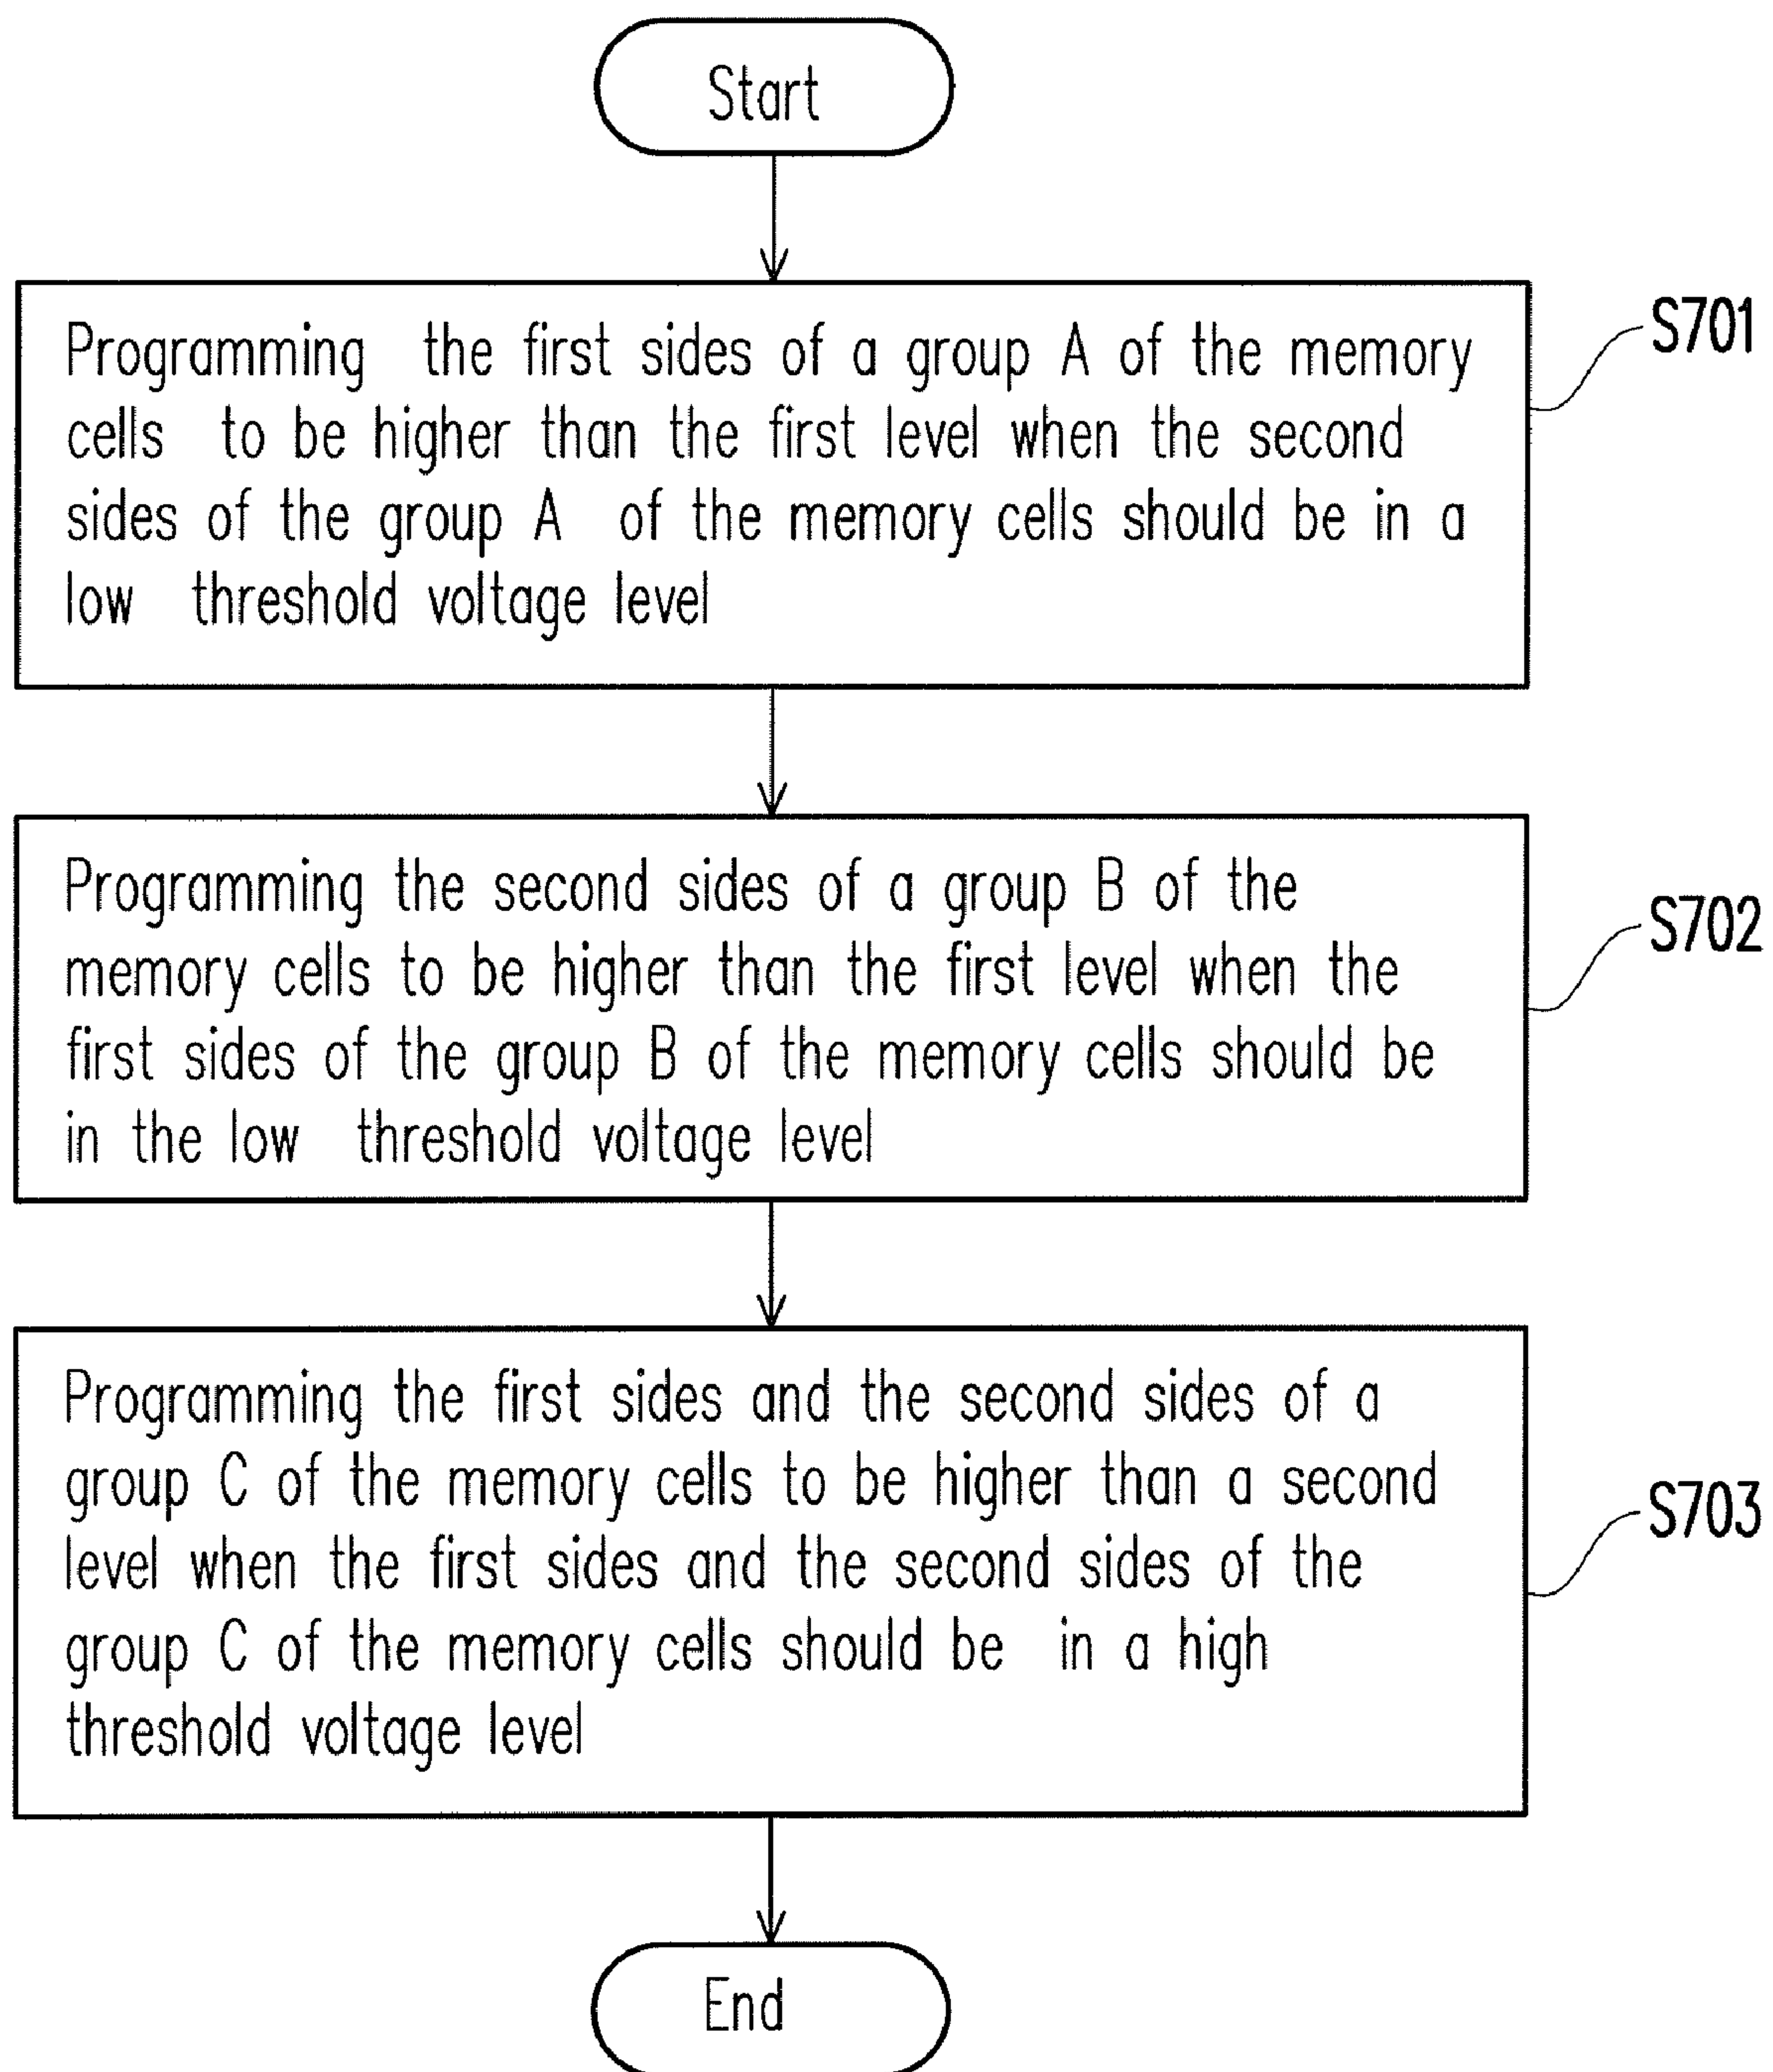 Start
Programming the first sides of a group A of the memory
cells to be higher than the first level when the second
sides of the group A of the memory cells should be in a
low threshold voltage level
S701
Programming the second sides of a group B of the
memory cells to be higher than the first level when the
first sides of the group B of the memory cells should be
in the low threshold voltage level
S702
Programming the first sides and the second sides of a
group C of the memory cells to be higher than a second
level when the first sides and the second sides of the
group C of the memory cells should be in a high
threshold voltage level
S703
End